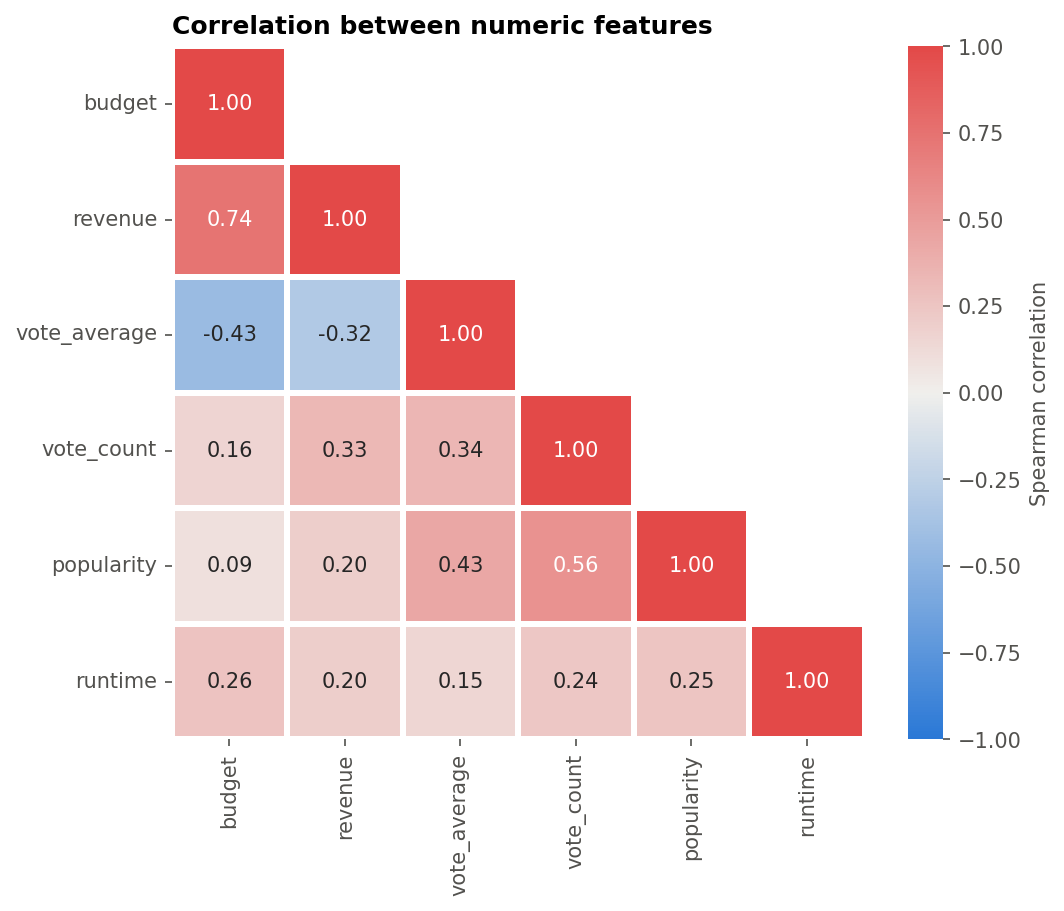 Correlation between numeric features
budget
1.00
revenue
0.74 1.00
vote_average
-0.43 -0.32 1.00
vote_count
0.16 0.33 0.34 1.00
popularity
0.09 0.20 0.43 0.56 1.00
runtime
0.26 0.20 0.15 0.24 0.25 1.00
budget
revenue
vote_average
vote_count
popularity
runtime
1.00
0.75
0.50
0.25
0.00
−0.25
−0.50
−0.75
−1.00
Spearman correlation